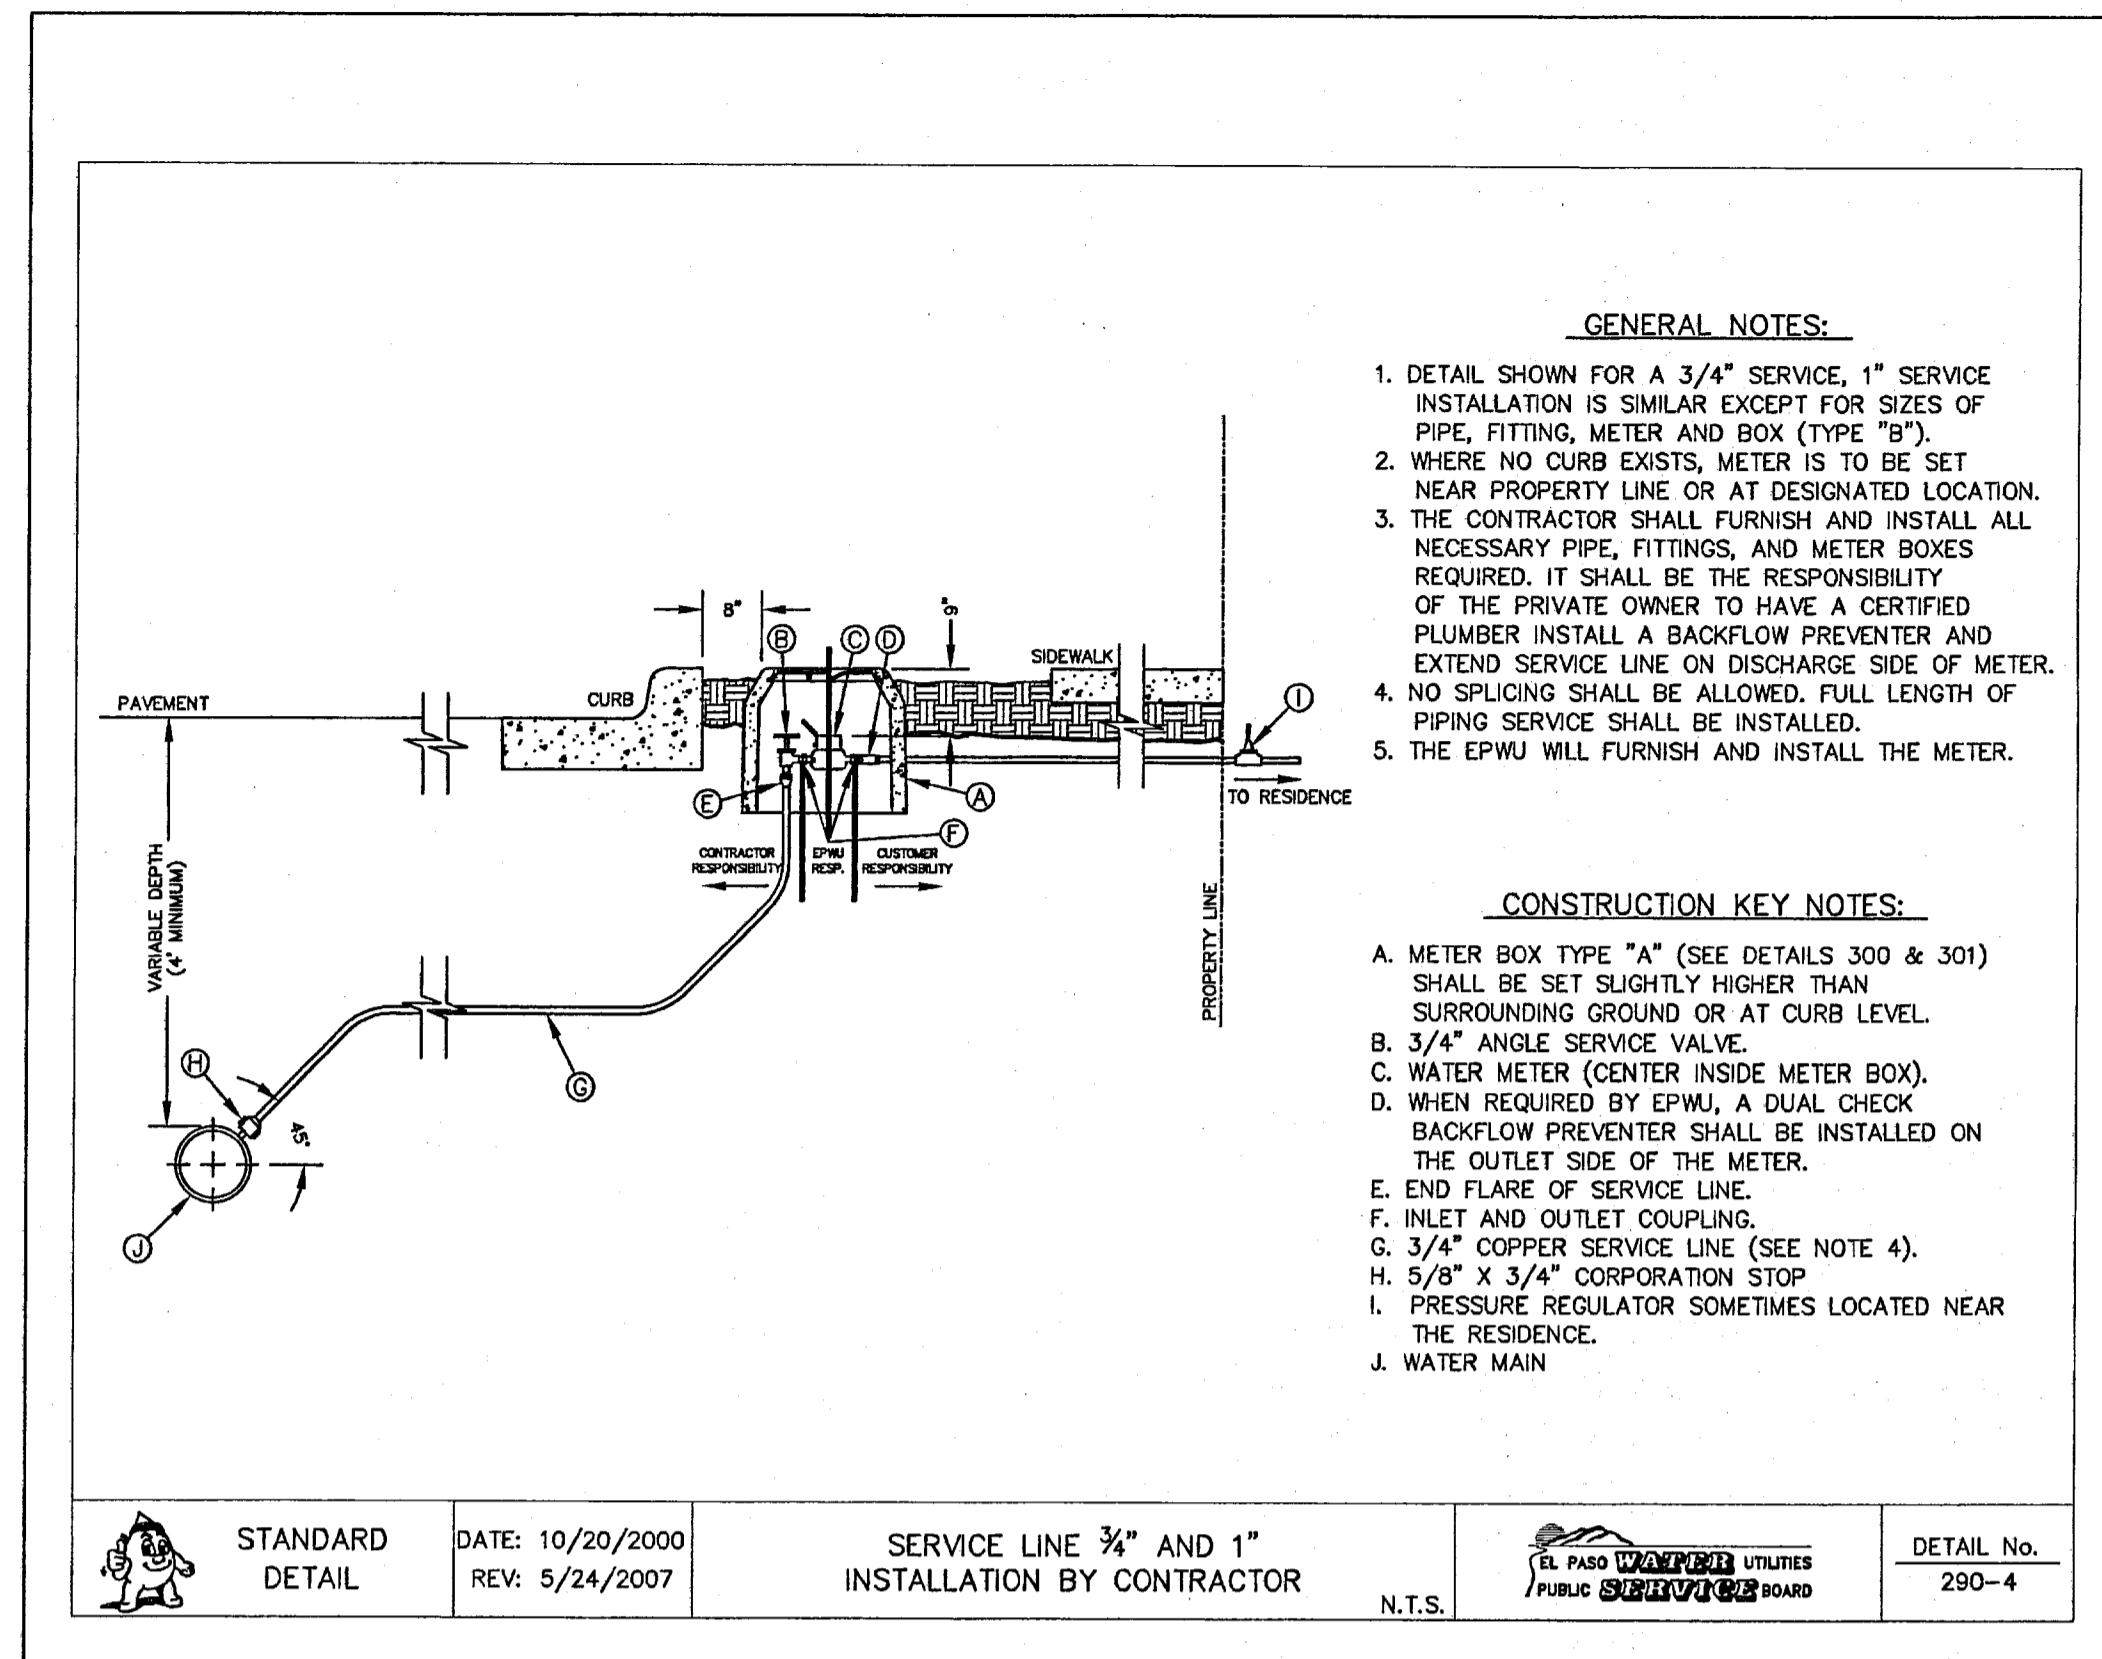 GENERAL NOTES:
1. DETAIL SHOWN FOR A 3/4" SERVICE, 1" SERVICE
INSTALLATION IS SIMILAR EXCEPT FOR SIZES OF
PIPE, FITTING, METER AND BOX (TYPE "B").
2. WHERE NO CURB EXISTS, METER IS TO BE SET
NEAR PROPERTY LINE OR AT DESIGNATED LOCATION.
3. THE CONTRACTOR SHALL FURNISH AND INSTALL ALL
NECESSARY PIPE, FITTINGS, AND METER BOXES
REQUIRED. IT SHALL BE THE RESPONSIBILITY
OF THE PRIVATE OWNER TO HAVE A CERTIFIED
PLUMBER INSTALL A BACKFLOW PREVENTER AND
EXTEND SERVICE LINE ON DISCHARGE SIDE OF METER.
4. NO SPLICING SHALL BE ALLOWED. FULL LENGTH OF
PIPING SERVICE SHALL BE INSTALLED.
5. THE EPWU WILL FURNISH AND INSTALL THE METER.
8"
B
C
D
SIDEWALK
PAVEMENT
CURB
I
E
A
TO RESIDENCE
F
CONTRACTOR
RESPONSIBILITY
EPWU
RESP.
CUSTOMER
RESPONSIBILITY
VARIABLE DEPTH
(4' MINIMUM)
PROPERTY LINE
H
G
45°
J
CONSTRUCTION KEY NOTES:
A. METER BOX TYPE "A" (SEE DETAILS 300 & 301)
SHALL BE SET SLIGHTLY HIGHER THAN
SURROUNDING GROUND OR AT CURB LEVEL.
B. 3/4" ANGLE SERVICE VALVE.
C. WATER METER (CENTER INSIDE METER BOX).
D. WHEN REQUIRED BY EPWU, A DUAL CHECK
BACKFLOW PREVENTER SHALL BE INSTALLED ON
THE OUTLET SIDE OF THE METER.
E. END FLARE OF SERVICE LINE.
F. INLET AND OUTLET COUPLING.
G. 3/4" COPPER SERVICE LINE (SEE NOTE 4).
H. 5/8" X 3/4" CORPORATION STOP
I. PRESSURE REGULATOR SOMETIMES LOCATED NEAR
THE RESIDENCE.
J. WATER MAIN
STANDARD
DETAIL
DATE: 10/20/2000
REV: 5/24/2007
SERVICE LINE ¾" AND 1"
INSTALLATION BY CONTRACTOR
N.T.S.
EL PASO WATER UTILITIES
PUBLIC SERVICE BOARD
DETAIL No.
290-4